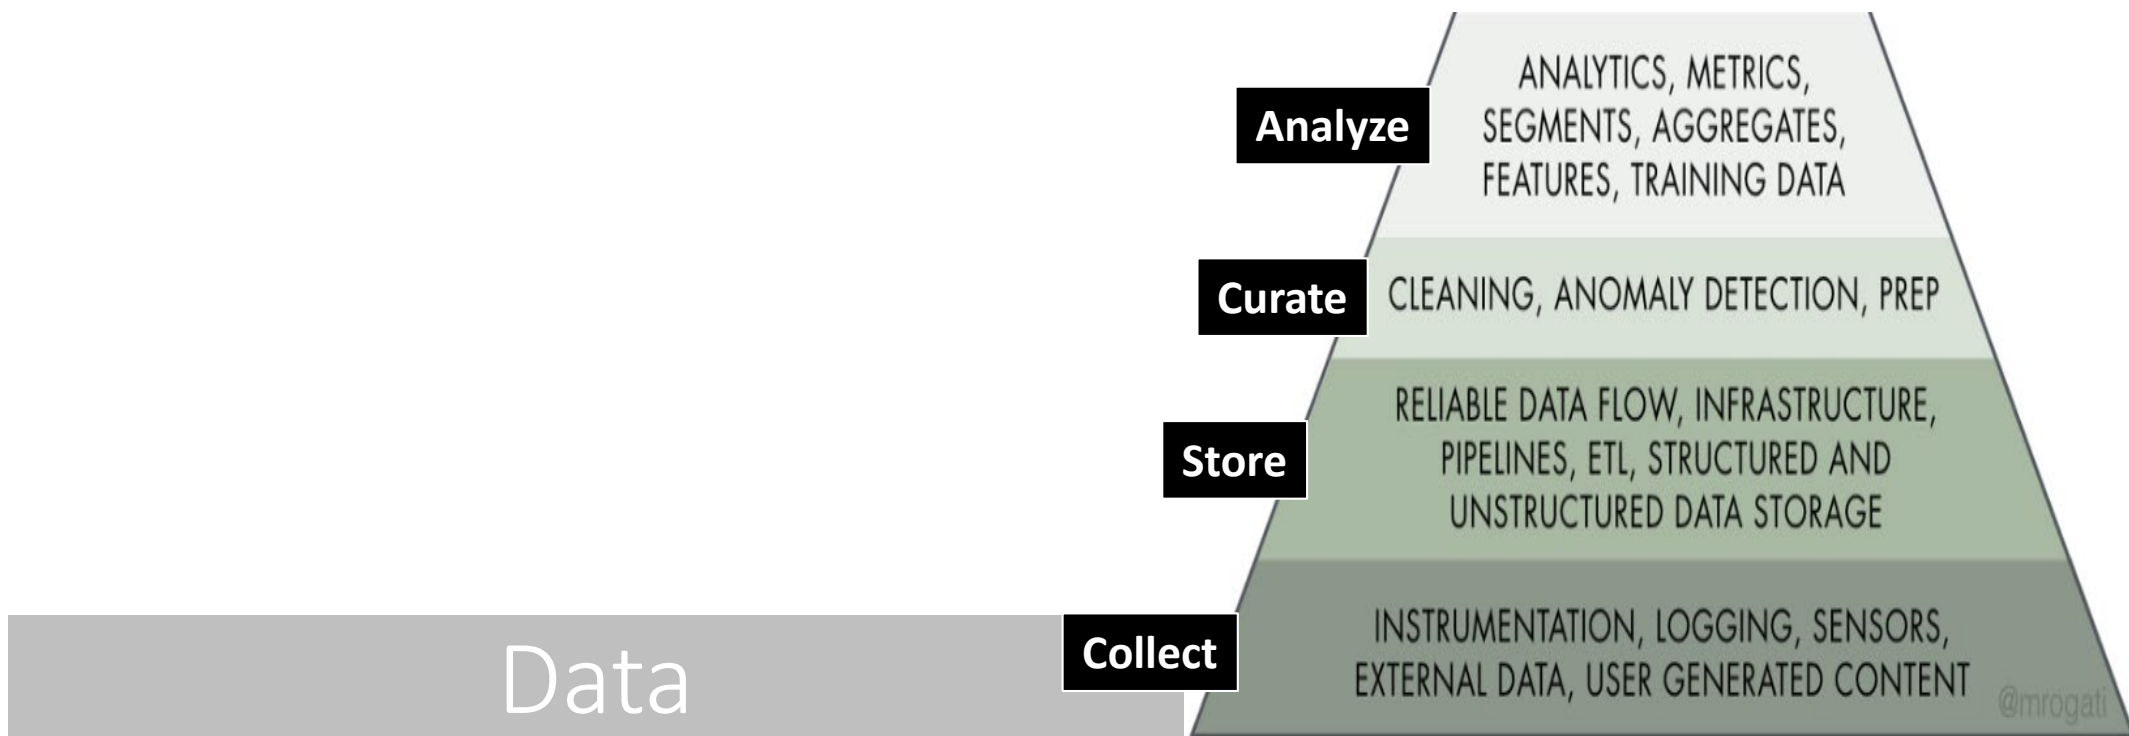 Analyze
ANALYTICS, METRICS,
SEGMENTS, AGGREGATES,
FEATURES, TRAINING DATA
Curate
CLEANING, ANOMALY DETECTION, PREP
Store
RELIABLE DATA FLOW, INFRASTRUCTURE,
PIPELINES, ETL, STRUCTURED AND
UNSTRUCTURED DATA STORAGE
Data
Collect
INSTRUMENTATION, LOGGING, SENSORS,
EXTERNAL DATA, USER GENERATED CONTENT
@mrogati